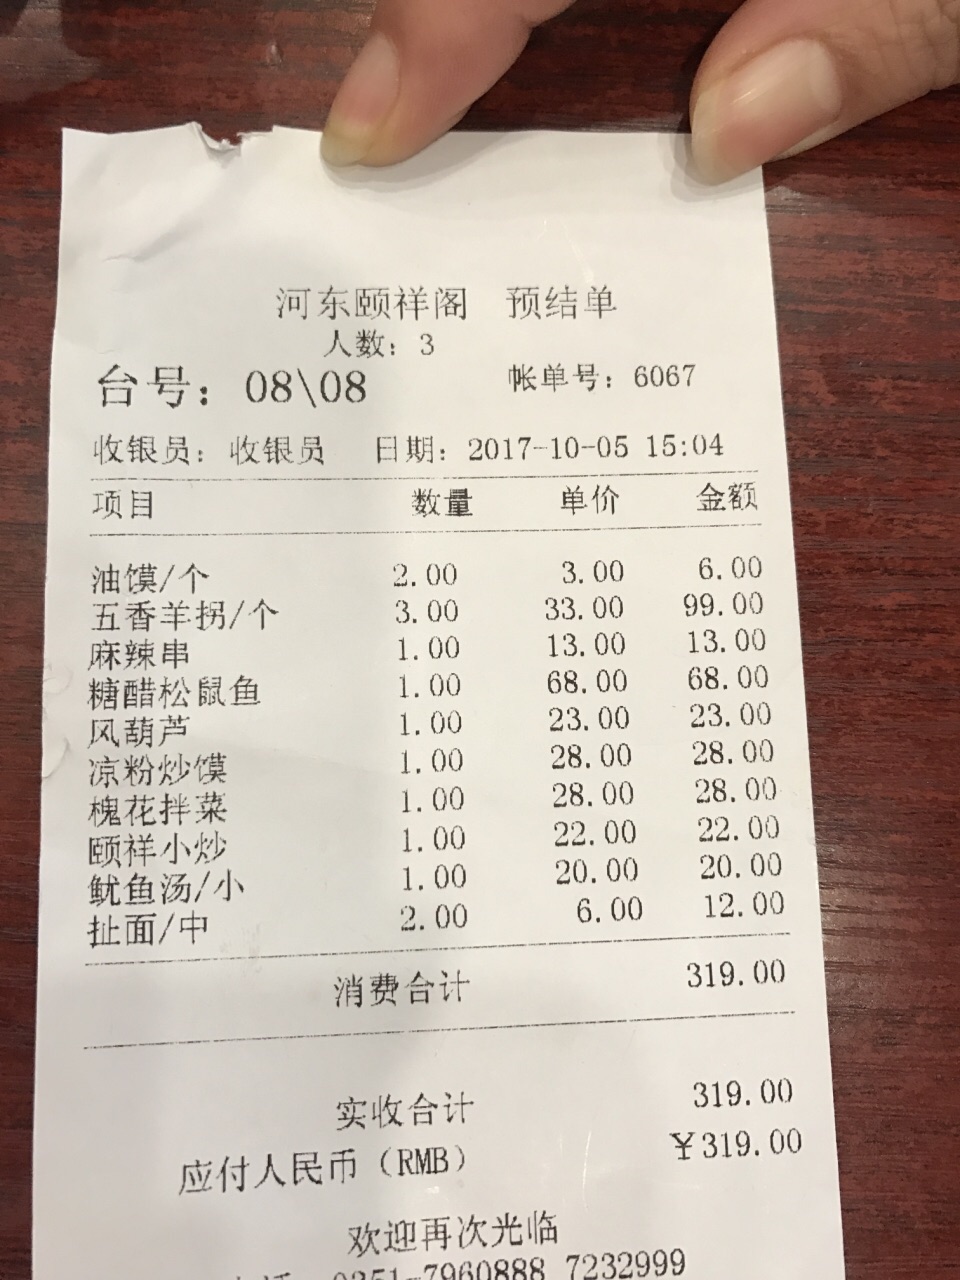 河东颐祥阁 预结单
人数：3
台号：08\08 帐单号：6067
收银员：收银员 日期：2017-10-05 15:04
项目 数量 单价 金额
油馍/个 2.00 3.00 6.00
五香羊拐/个 3.00 33.00 99.00
麻辣串 1.00 13.00 13.00
糖醋松鼠鱼 1.00 68.00 68.00
风葫芦 1.00 23.00 23.00
凉粉炒馍 1.00 28.00 28.00
槐花拌菜 1.00 28.00 28.00
颐祥小炒 1.00 22.00 22.00
鱿鱼汤/小 1.00 20.00 20.00
扯面/中 2.00 6.00 12.00
消费合计 319.00
实收合计 319.00
应付人民币（RMB） ￥319.00
欢迎再次光临
0351-7960888 7232999